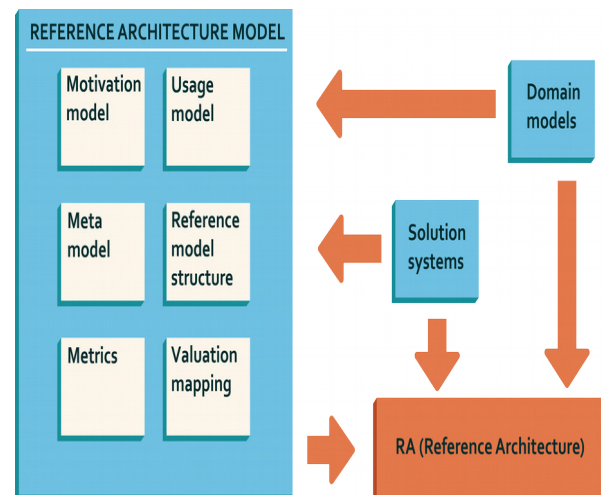 REFERENCE ARCHITECTURE MODEL
Motivation
model
Usage
model
Domain
models
Meta
model
Reference
model
structure
Solution
systems
Metrics
Valuation
mapping
RA (Reference Architecture)